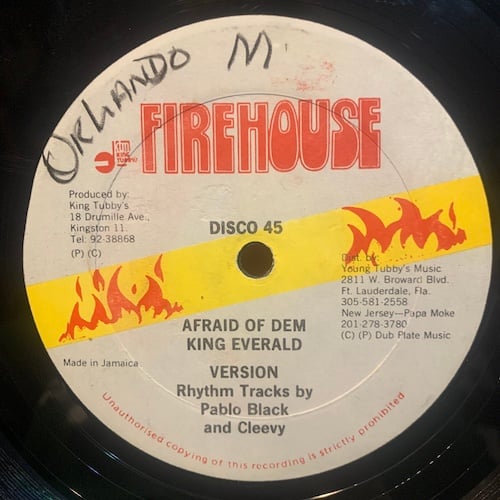 ORLANDO M.
KING TUBBY'S
FIREHOUSE
Produced by:
King Tubby's
18 Drumille Ave.,
Kingston 11.
Tel: 92-38868
(P) (C)
DISCO 45
Dist. by:
Young Tubby's Music
2811 W. Broward Blvd.
Ft. Lauderdale, Fla.
305-581-2558
New Jersey—Papa Moke
201-278-3780
(C) (P) Dub Plate Music
AFRAID OF DEM
KING EVERALD
Made in Jamaica
VERSION
Rhythm Tracks by
Pablo Black
and Cleevy
Unauthorised copying of this recording is strictly prohibited